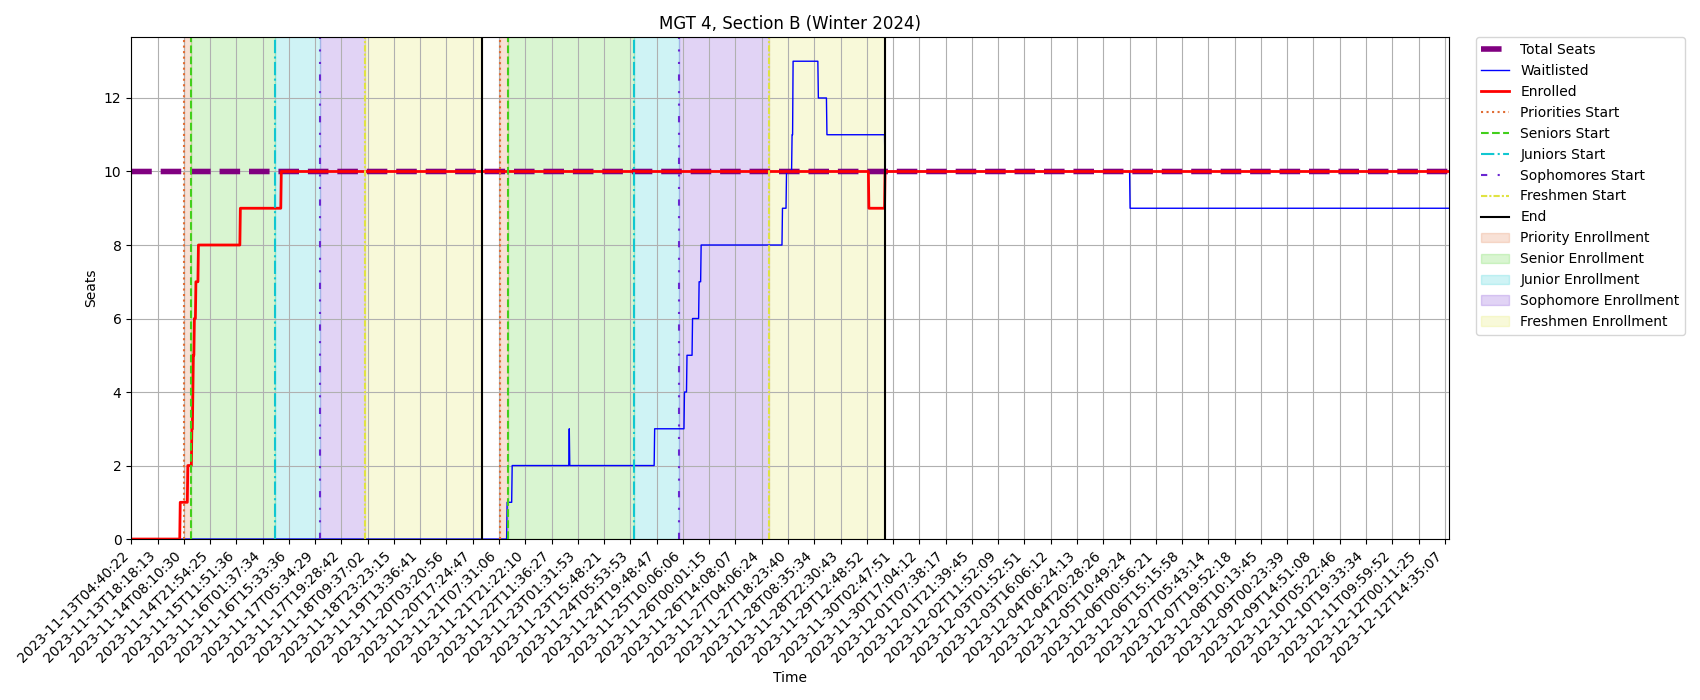 MGT 4, Section B (Winter 2024)
Seats
12
10
8
6
4
2
0
2023-11-13T04:40:22
2023-11-13T18:18:13
2023-11-14T08:10:30
2023-11-14T21:54:25
2023-11-15T11:51:36
2023-11-16T01:37:34
2023-11-16T15:33:36
2023-11-17T05:34:29
2023-11-17T19:28:42
2023-11-18T09:37:02
2023-11-18T23:23:15
2023-11-19T13:36:41
2023-11-20T03:20:56
2023-11-20T17:24:47
2023-11-21T07:31:06
2023-11-21T21:22:10
2023-11-22T11:36:27
2023-11-23T01:31:53
2023-11-23T15:48:21
2023-11-24T05:53:53
2023-11-24T19:48:47
2023-11-25T10:06:06
2023-11-26T00:01:15
2023-11-26T14:08:07
2023-11-27T04:06:24
2023-11-27T18:23:40
2023-11-28T08:35:34
2023-11-28T22:30:43
2023-11-29T12:48:52
2023-11-30T02:47:51
2023-11-30T17:04:12
2023-12-01T07:38:17
2023-12-01T21:39:45
2023-12-02T11:52:09
2023-12-03T01:52:51
2023-12-03T16:06:12
2023-12-04T06:24:13
2023-12-04T20:28:26
2023-12-05T10:49:24
2023-12-06T00:56:21
2023-12-06T15:15:58
2023-12-07T05:43:14
2023-12-07T19:52:18
2023-12-08T10:13:45
2023-12-09T00:23:39
2023-12-09T14:51:08
2023-12-10T05:22:46
2023-12-10T19:33:34
2023-12-11T09:59:52
2023-12-12T00:11:25
2023-12-12T14:35:07
Time
Total Seats
Waitlisted
Enrolled
Priorities Start
Seniors Start
Juniors Start
Sophomores Start
Freshmen Start
End
Priority Enrollment
Senior Enrollment
Junior Enrollment
Sophomore Enrollment
Freshmen Enrollment